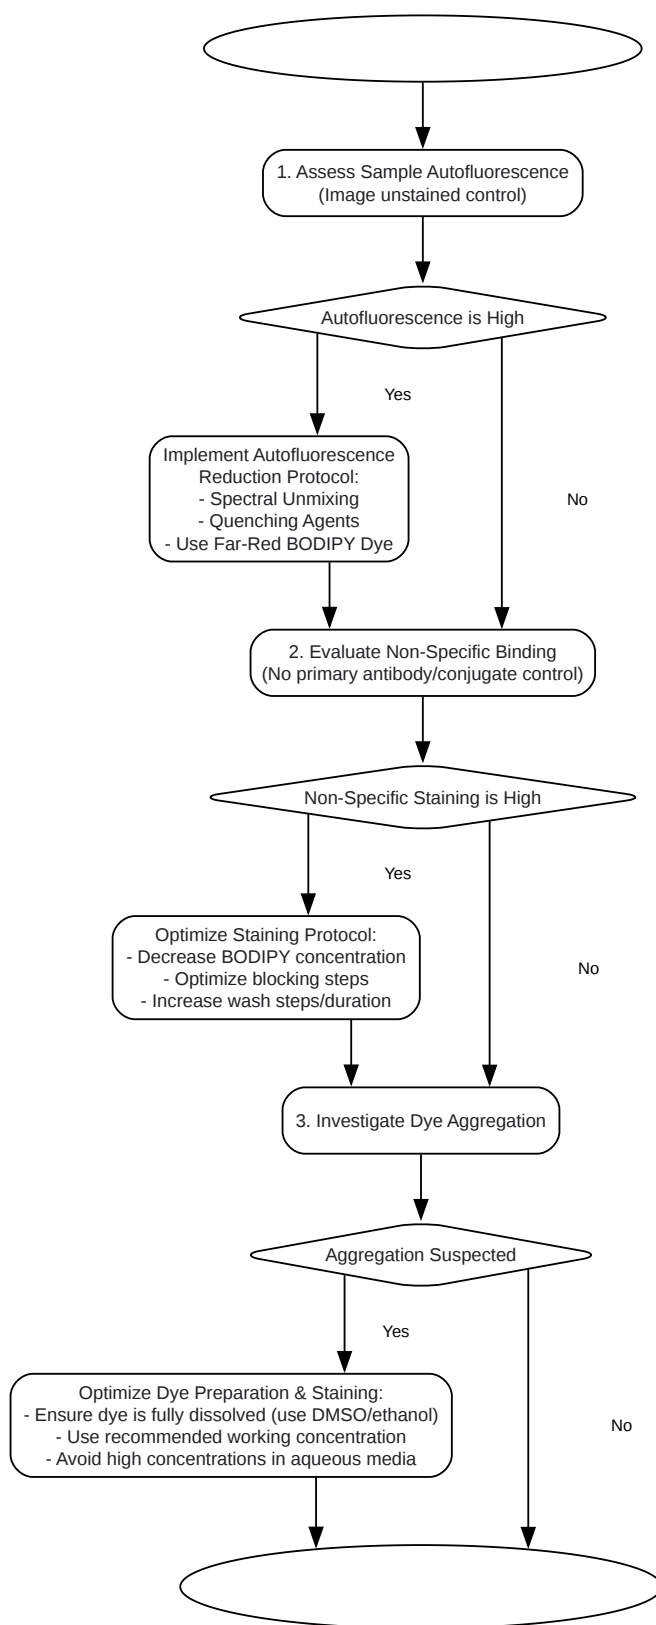 1. Assess Sample Autofluorescence
(Image unstained control)
Autofluorescence is High
Yes
Implement Autofluorescence
Reduction Protocol:
- Spectral Unmixing
- Quenching Agents
- Use Far-Red BODIPY Dye
No
2. Evaluate Non-Specific Binding
(No primary antibody/conjugate control)
Non-Specific Staining is High
Yes
Optimize Staining Protocol:
- Decrease BODIPY concentration
- Optimize blocking steps
- Increase wash steps/duration
No
3. Investigate Dye Aggregation
Aggregation Suspected
Yes
Optimize Dye Preparation & Staining:
- Ensure dye is fully dissolved (use DMSO/ethanol)
- Use recommended working concentration
- Avoid high concentrations in aqueous media
No